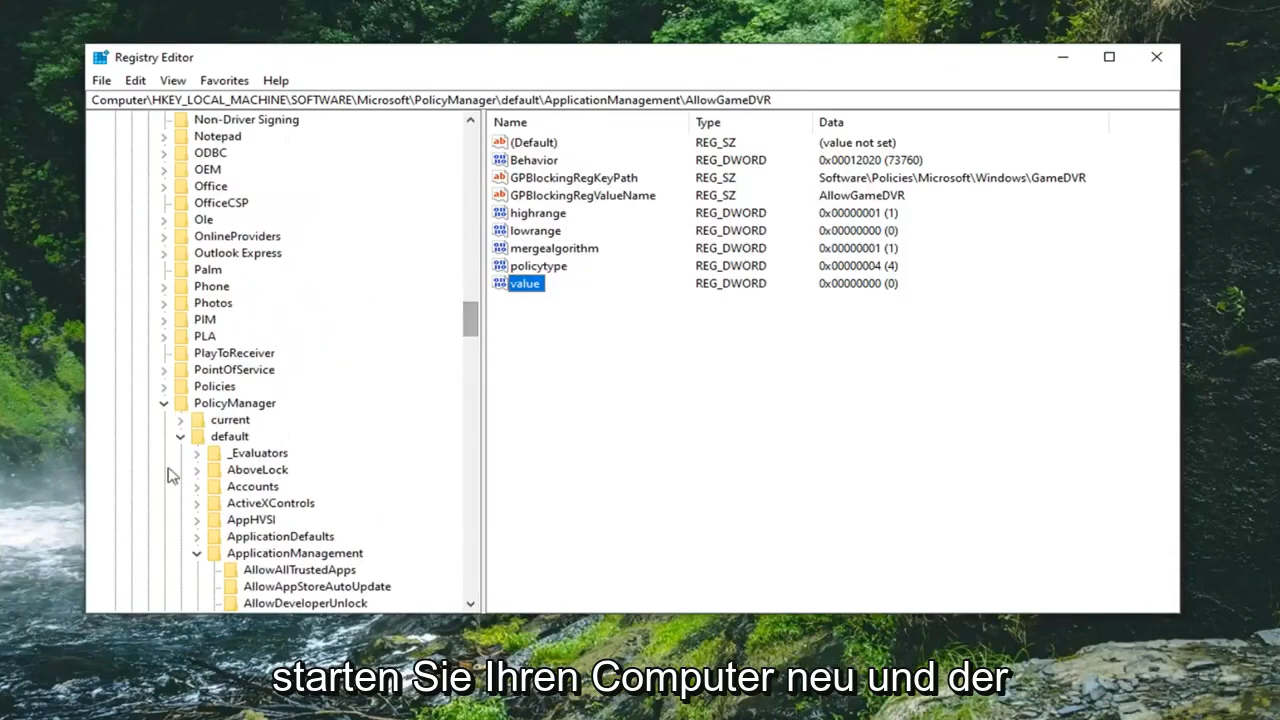 Registry Editor
File Edit View Favorites Help
Computer\HKEY_LOCAL_MACHINE\SOFTWARE\Microsoft\PolicyManager\default\ApplicationManagement\AllowGameDVR
Non-Driver Signing
Notepad
ODBC
OEM
Office
OfficeCSP
Ole
OnlineProviders
Outlook Express
Palm
Phone
Photos
PIM
PLA
PlayToReceiver
PointOfService
Policies
PolicyManager
current
default
_Evaluators
AboveLock
Accounts
ActiveXControls
AppHVSI
ApplicationDefaults
ApplicationManagement
AllowAllTrustedApps
AllowAppStoreAutoUpdate
AllowDeveloperUnlock
Name Type Data
(Default) REG_SZ (value not set)
Behavior REG_DWORD 0x00012020 (73760)
GPBlockingRegKeyPath REG_SZ Software\Policies\Microsoft\Windows\GameDVR
GPBlockingRegValueName REG_SZ AllowGameDVR
highrange REG_DWORD 0x00000001 (1)
lowrange REG_DWORD 0x00000000 (0)
mergealgorithm REG_DWORD 0x00000001 (1)
policytype REG_DWORD 0x00000004 (4)
value REG_DWORD 0x00000000 (0)
starten Sie Ihren Computer neu und der